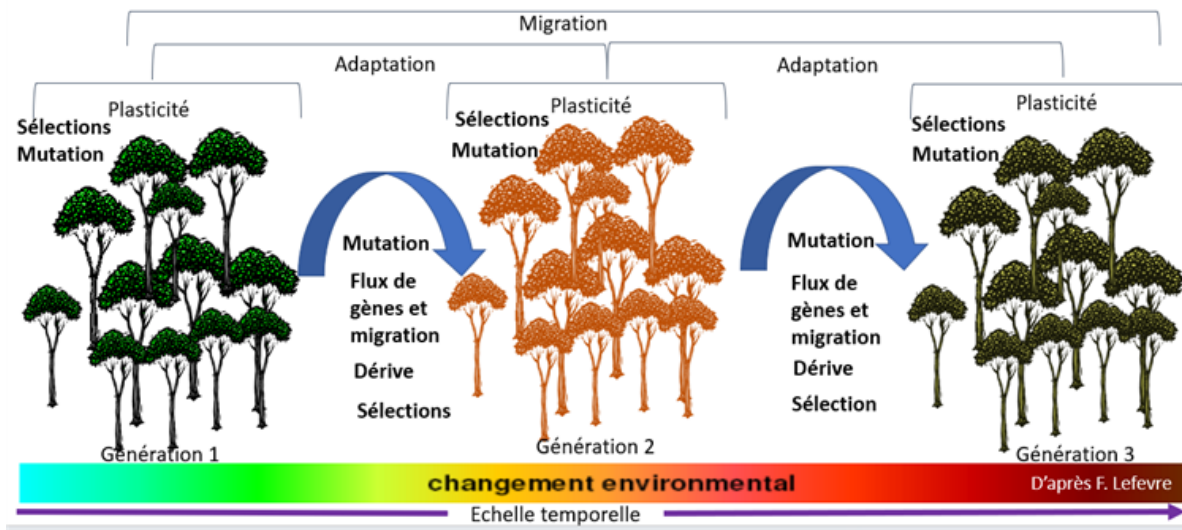 Migration
Adaptation
Adaptation
Plasticité
Sélections
Mutation
Plasticité
Sélections
Mutation
Plasticité
Sélections
Mutation
Mutation
Flux de
gènes et
migration
Dérive
Sélections
Mutation
Flux de
gènes et
migration
Dérive
Sélection
Génération 1
Génération 2
Génération 3
changement environmental
D'après F. Lefevre
Echelle temporelle